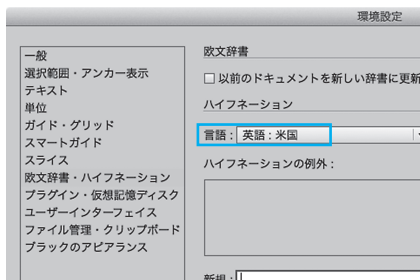 環境設定
一般
選択範囲・アンカー表示
テキスト
単位
ガイド・グリッド
スマートガイド
スライス
欧文辞書・ハイフネーション
プラグイン・仮想記憶ディスク
ユーザーインターフェイス
ファイル管理・クリップボード
ブラックのアピアランス
欧文辞書
以前のドキュメントを新しい辞書に更新
ハイフネーション
言語：英語：米国
ハイフネーションの例外：
新規：